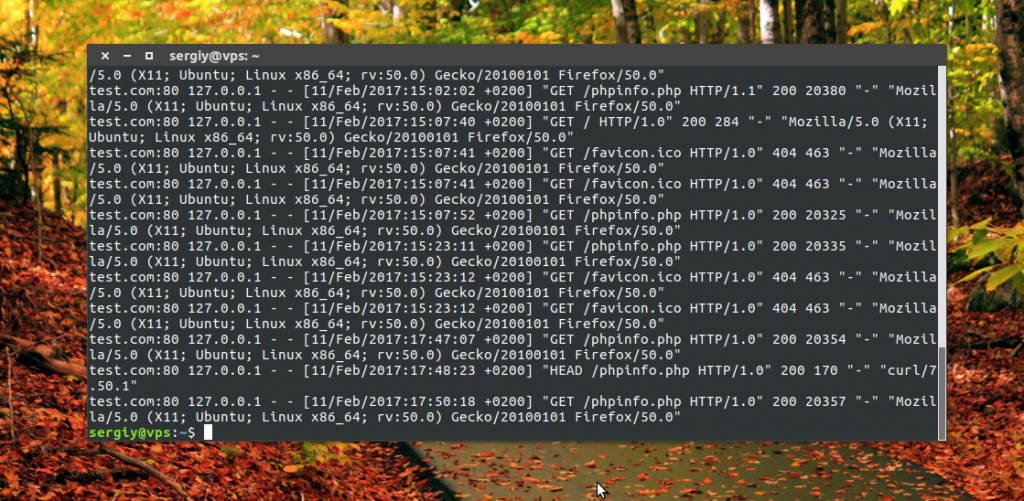 sergiy@vps: ~
/5.0 (X11; Ubuntu; Linux x86_64; rv:50.0) Gecko/20100101 Firefox/50.0"
test.com:80 127.0.0.1 - - [11/Feb/2017:15:02:02 +0200] "GET /phpinfo.php HTTP/1.1" 200 20380 "-" "Mozil
la/5.0 (X11; Ubuntu; Linux x86_64; rv:50.0) Gecko/20100101 Firefox/50.0"
test.com:80 127.0.0.1 - - [11/Feb/2017:15:07:40 +0200] "GET / HTTP/1.0" 200 284 "-" "Mozilla/5.0 (X11;
Ubuntu; Linux x86_64; rv:50.0) Gecko/20100101 Firefox/50.0"
test.com:80 127.0.0.1 - - [11/Feb/2017:15:07:41 +0200] "GET /favicon.ico HTTP/1.0" 404 463 "-" "Mozilla
/5.0 (X11; Ubuntu; Linux x86_64; rv:50.0) Gecko/20100101 Firefox/50.0"
test.com:80 127.0.0.1 - - [11/Feb/2017:15:07:41 +0200] "GET /favicon.ico HTTP/1.0" 404 463 "-" "Mozilla
/5.0 (X11; Ubuntu; Linux x86_64; rv:50.0) Gecko/20100101 Firefox/50.0"
test.com:80 127.0.0.1 - - [11/Feb/2017:15:07:52 +0200] "GET /phpinfo.php HTTP/1.0" 200 20325 "-" "Mozil
la/5.0 (X11; Ubuntu; Linux x86_64; rv:50.0) Gecko/20100101 Firefox/50.0"
test.com:80 127.0.0.1 - - [11/Feb/2017:15:23:11 +0200] "GET /phpinfo.php HTTP/1.0" 200 20335 "-" "Mozil
la/5.0 (X11; Ubuntu; Linux x86_64; rv:50.0) Gecko/20100101 Firefox/50.0"
test.com:80 127.0.0.1 - - [11/Feb/2017:15:23:12 +0200] "GET /favicon.ico HTTP/1.0" 404 463 "-" "Mozilla
/5.0 (X11; Ubuntu; Linux x86_64; rv:50.0) Gecko/20100101 Firefox/50.0"
test.com:80 127.0.0.1 - - [11/Feb/2017:15:23:12 +0200] "GET /favicon.ico HTTP/1.0" 404 463 "-" "Mozilla
/5.0 (X11; Ubuntu; Linux x86_64; rv:50.0) Gecko/20100101 Firefox/50.0"
test.com:80 127.0.0.1 - - [11/Feb/2017:17:47:07 +0200] "GET /phpinfo.php HTTP/1.0" 200 20354 "-" "Mozil
la/5.0 (X11; Ubuntu; Linux x86_64; rv:50.0) Gecko/20100101 Firefox/50.0"
test.com:80 127.0.0.1 - - [11/Feb/2017:17:48:23 +0200] "HEAD /phpinfo.php HTTP/1.0" 200 170 "-" "curl/7
.50.1"
test.com:80 127.0.0.1 - - [11/Feb/2017:17:50:18 +0200] "GET /phpinfo.php HTTP/1.0" 200 20357 "-" "Mozil
la/5.0 (X11; Ubuntu; Linux x86_64; rv:50.0) Gecko/20100101 Firefox/50.0"
sergiy@vps:~$